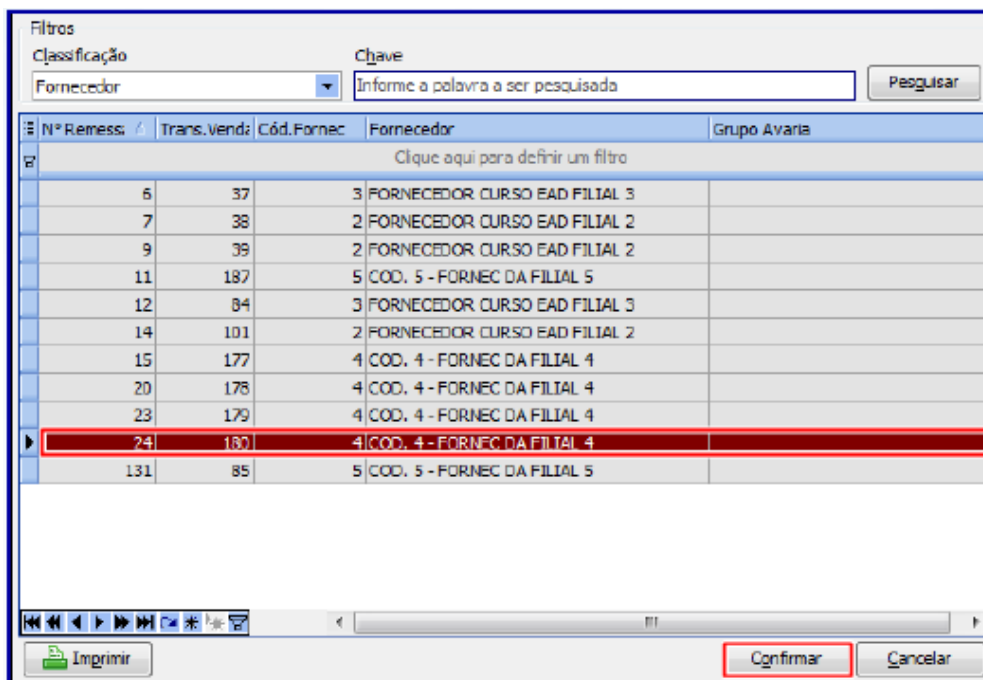 Filtros
Classificação Chave
Fornecedor Informe a palavra a ser pesquisada Pesquisar
Nº Remess: Trans.Venda Cód.Fornec Fornecedor Grupo Avaria
Clique aqui para definir um filtro
6 37 3 FORNECEDOR CURSO EAD FILIAL 3
7 38 2 FORNECEDOR CURSO EAD FILIAL 2
9 39 2 FORNECEDOR CURSO EAD FILIAL 2
11 187 5 COD. 5 - FORNEC DA FILIAL 5
12 84 3 FORNECEDOR CURSO EAD FILIAL 3
14 101 2 FORNECEDOR CURSO EAD FILIAL 2
15 177 4 COD. 4 - FORNEC DA FILIAL 4
20 178 4 COD. 4 - FORNEC DA FILIAL 4
23 179 4 COD. 4 - FORNEC DA FILIAL 4
24 180 4 COD. 4 - FORNEC DA FILIAL 4
131 85 5 COD. 5 - FORNEC DA FILIAL 5
Imprimir Confirmar Cancelar